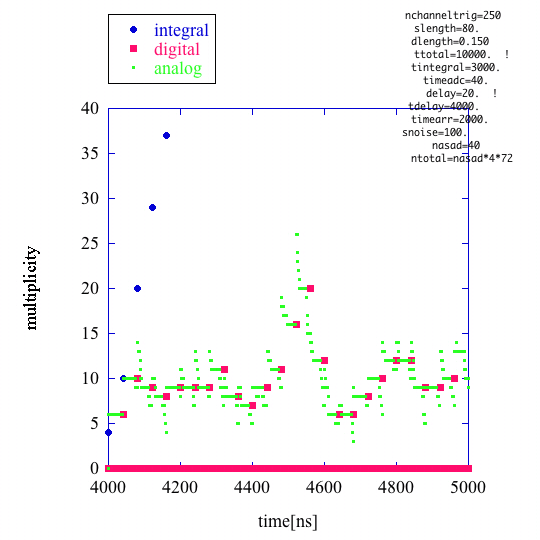 integral
digital
analog
nchanneltrig=250
slength=80.
dlength=0.150
ttotal=10000. !
tintegral=3000.
timeadc=40.
delay=20. !
tdelay=4000.
timearr=2000.
snoise=100.
nasad=40
ntotal=nasad*4*72
40
35
30
25
20
15
10
5
0
multiplicity
4000 4200 4400 4600 4800 5000
time[ns]